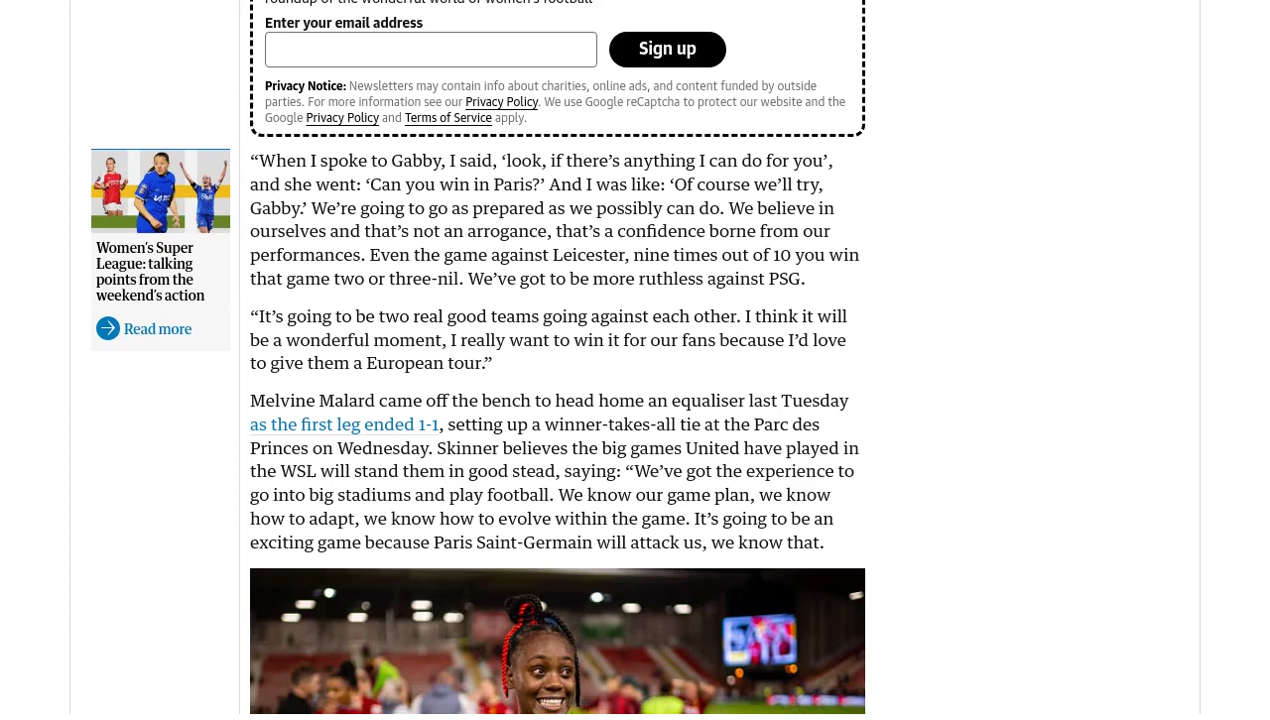 roundup of the wonderful world of women's football
Enter your email address
Sign up
Privacy Notice: Newsletters may contain info about charities, online ads, and content funded by outside
parties. For more information see our Privacy Policy. We use Google reCaptcha to protect our website and the
Google Privacy Policy and Terms of Service apply.
Women’s Super
League: talking
points from the
weekend’s action
Read more
“When I spoke to Gabby, I said, ‘look, if there’s anything I can do for you’,
and she went: ‘Can you win in Paris?’ And I was like: ‘Of course we’ll try,
Gabby.’ We’re going to go as prepared as we possibly can do. We believe in
ourselves and that’s not an arrogance, that’s a confidence borne from our
performances. Even the game against Leicester, nine times out of 10 you win
that game two or three-nil. We’ve got to be more ruthless against PSG.
“It’s going to be two real good teams going against each other. I think it will
be a wonderful moment, I really want to win it for our fans because I’d love
to give them a European tour.”
Melvine Malard came off the bench to head home an equaliser last Tuesday
as the first leg ended 1-1, setting up a winner-takes-all tie at the Parc des
Princes on Wednesday. Skinner believes the big games United have played in
the WSL will stand them in good stead, saying: “We’ve got the experience to
go into big stadiums and play football. We know our game plan, we know
how to adapt, we know how to evolve within the game. It’s going to be an
exciting game because Paris Saint-Germain will attack us, we know that.